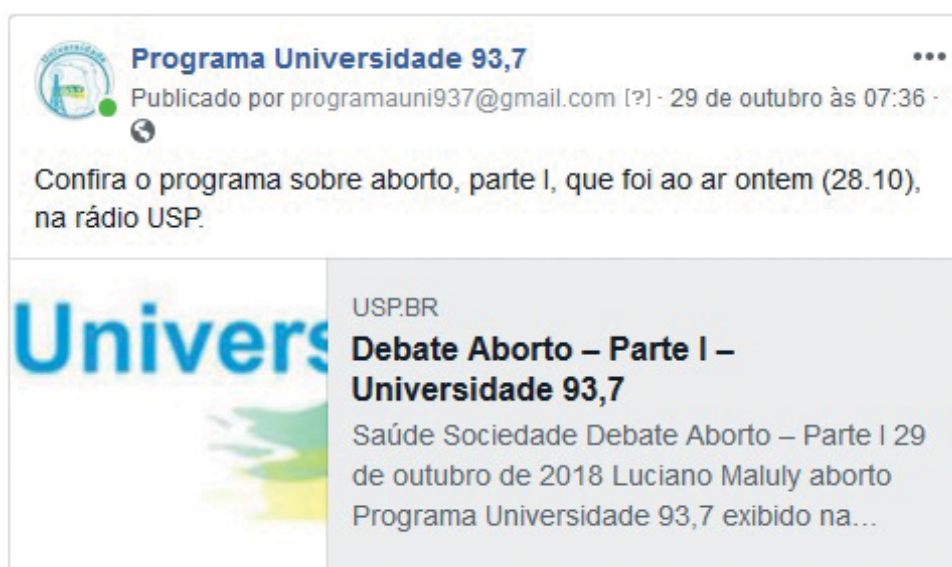 Programa Universidade 93,7
Publicado por programauni937@gmail.com [?] · 29 de outubro às 07:36 ·
Confira o programa sobre aborto, parte I, que foi ao ar ontem (28.10),
na rádio USP.
Univers
USP.BR
Debate Aborto – Parte I –
Universidade 93,7
Saúde Sociedade Debate Aborto – Parte I 29
de outubro de 2018 Luciano Maluly aborto
Programa Universidade 93,7 exibido na...